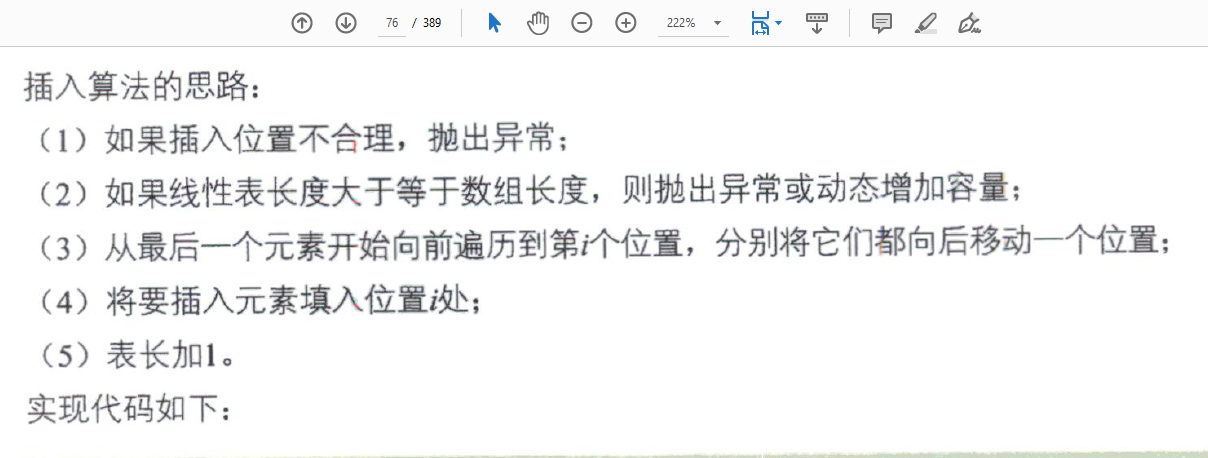 76 / 389 222%
插入算法的思路：
（1）如果插入位置不合理，抛出异常；
（2）如果线性表长度大于等于数组长度，则抛出异常或动态增加容量；
（3）从最后一个元素开始向前遍历到第i个位置，分别将它们都向后移动一个位置；
（4）将要插入元素填入位置i处；
（5）表长加1。
实现代码如下：